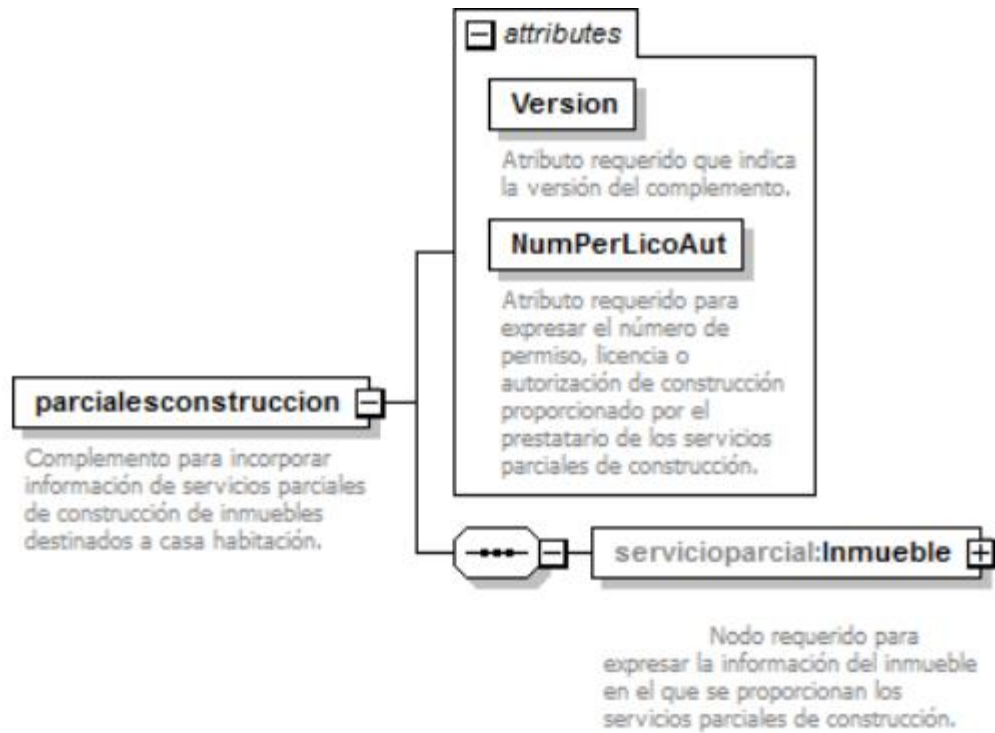 attributes
Version
Atributo requerido que indica
la versión del complemento.
NumPerLicoAut
Atributo requerido para
expresar el número de
permiso, licencia o
autorización de construcción
proporcionado por el
prestatario de los servicios
parciales de construcción.
parcialesconstruccion
Complemento para incorporar
información de servicios parciales
de construcción de inmuebles
destinados a casa habitación.
servicioparcial:Inmueble
Nodo requerido para
expresar la información del inmueble
en el que se proporcionan los
servicios parciales de construcción.